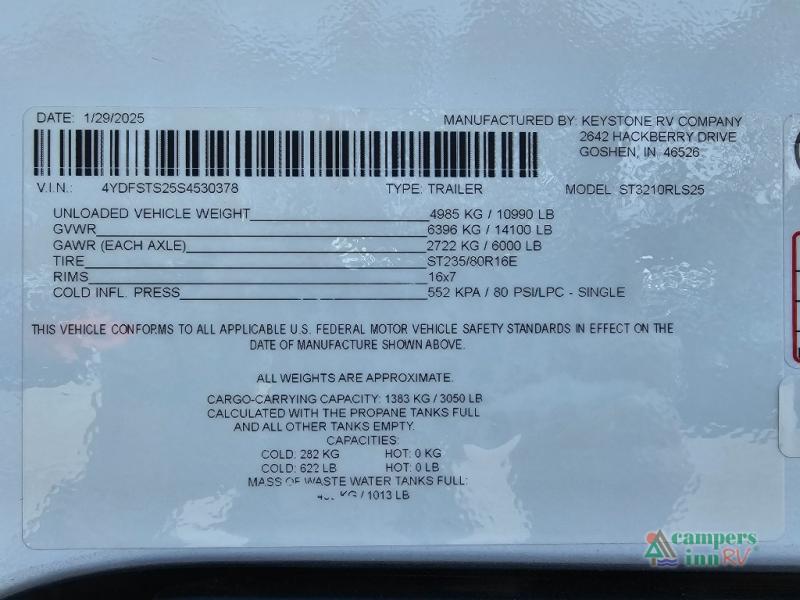 DATE: 1/29/2025
MANUFACTURED BY: KEYSTONE RV COMPANY
2642 HACKBERRY DRIVE
GOSHEN, IN 46526
V.I.N.: 4YDFSTS25S4530378 TYPE: TRAILER MODEL ST3210RLS25
UNLOADED VEHICLE WEIGHT 4985 KG / 10990 LB
GVWR 6396 KG / 14100 LB
GAWR (EACH AXLE) 2722 KG / 6000 LB
TIRE ST235/80R16E
RIMS 16x7
COLD INFL. PRESS 552 KPA / 80 PSI/LPC - SINGLE
THIS VEHICLE CONFORMS TO ALL APPLICABLE U.S. FEDERAL MOTOR VEHICLE SAFETY STANDARDS IN EFFECT ON THE
DATE OF MANUFACTURE SHOWN ABOVE.
ALL WEIGHTS ARE APPROXIMATE.
CARGO-CARRYING CAPACITY: 1383 KG / 3050 LB
CALCULATED WITH THE PROPANE TANKS FULL
AND ALL OTHER TANKS EMPTY.
CAPACITIES:
COLD: 282 KG HOT: 0 KG
COLD: 622 LB HOT: 0 LB
MASS OF WASTE WATER TANKS FULL:
KG / 1013 LB
campers
inn RV